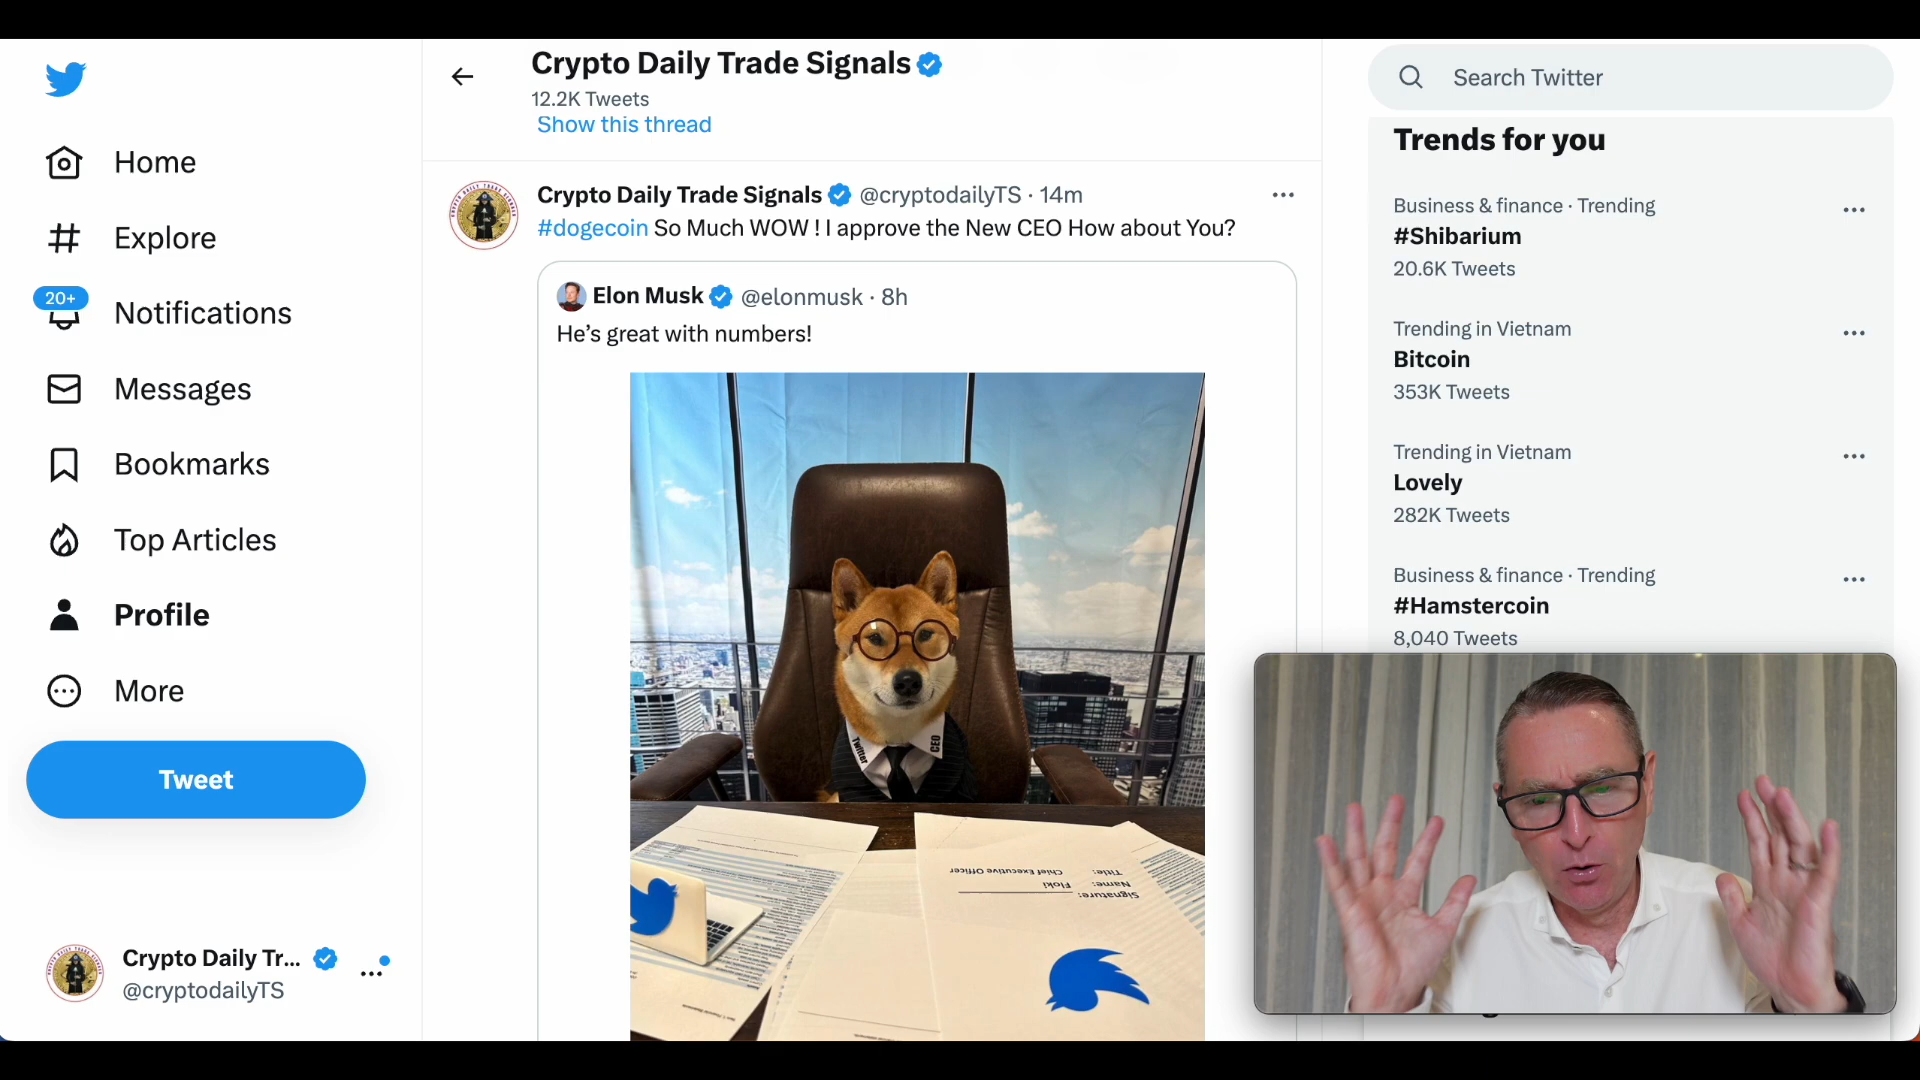 Home
Explore
20+
Notifications
Messages
Bookmarks
Top Articles
Profile
More
Tweet
Crypto Daily Tr...
@cryptodailyTS
Crypto Daily Trade Signals
12.2K Tweets
Show this thread
Crypto Daily Trade Signals @cryptodailyTS · 14m
#dogecoin So Much WOW ! I approve the New CEO How about You?
Elon Musk @elonmusk · 8h
He’s great with numbers!
Twitter
CEO
Title: Chief Executive Officer
Name: Floki
Signature:
Search Twitter
Trends for you
Business & finance · Trending
#Shibarium
20.6K Tweets
Trending in Vietnam
Bitcoin
353K Tweets
Trending in Vietnam
Lovely
282K Tweets
Business & finance · Trending
#Hamstercoin
8,040 Tweets